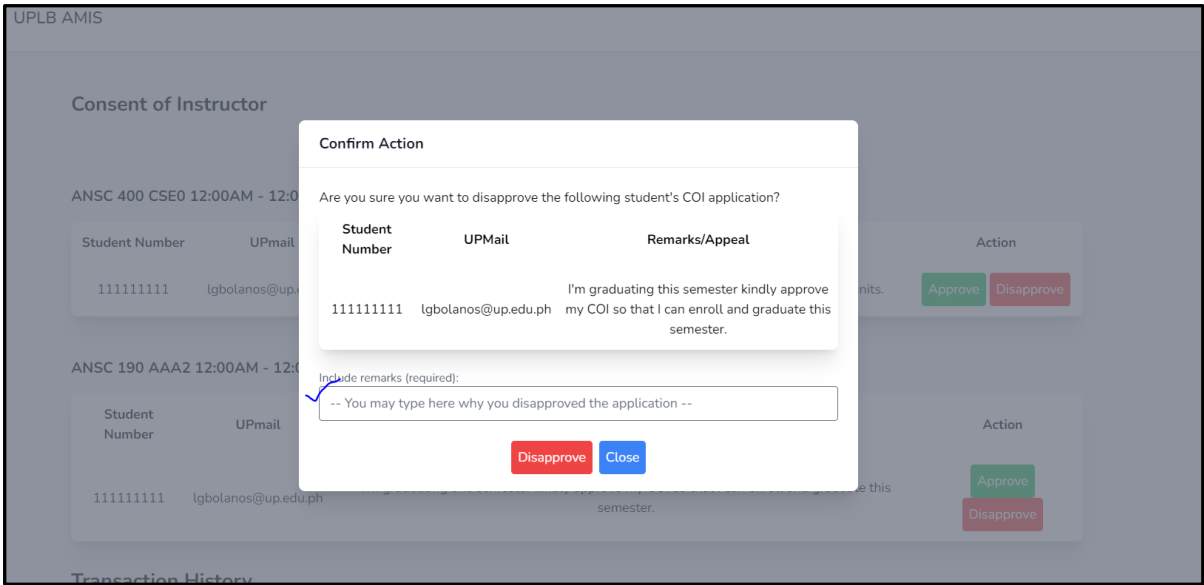 UPLB AMIS
Consent of Instructor
ANSC 400 CSE0 12:00AM - 12:0
Student Number UPmail Action
111111111 lgbolanos@up.e nits. Approve Disapprove
Confirm Action
Are you sure you want to disapprove the following student's COI application?
Student
Number UPMail Remarks/Appeal
I'm graduating this semester kindly approve
111111111 lgbolanos@up.edu.ph my COI so that I can enroll and graduate this
semester.
Include remarks (required):
-- You may type here why you disapproved the application --
Disapprove Close
ANSC 190 AAA2 12:00AM - 12:0
Student
Number UPmail Action
111111111 lgbolanos@up.edu.ph this
semester.
Approve
Disapprove
Transaction History